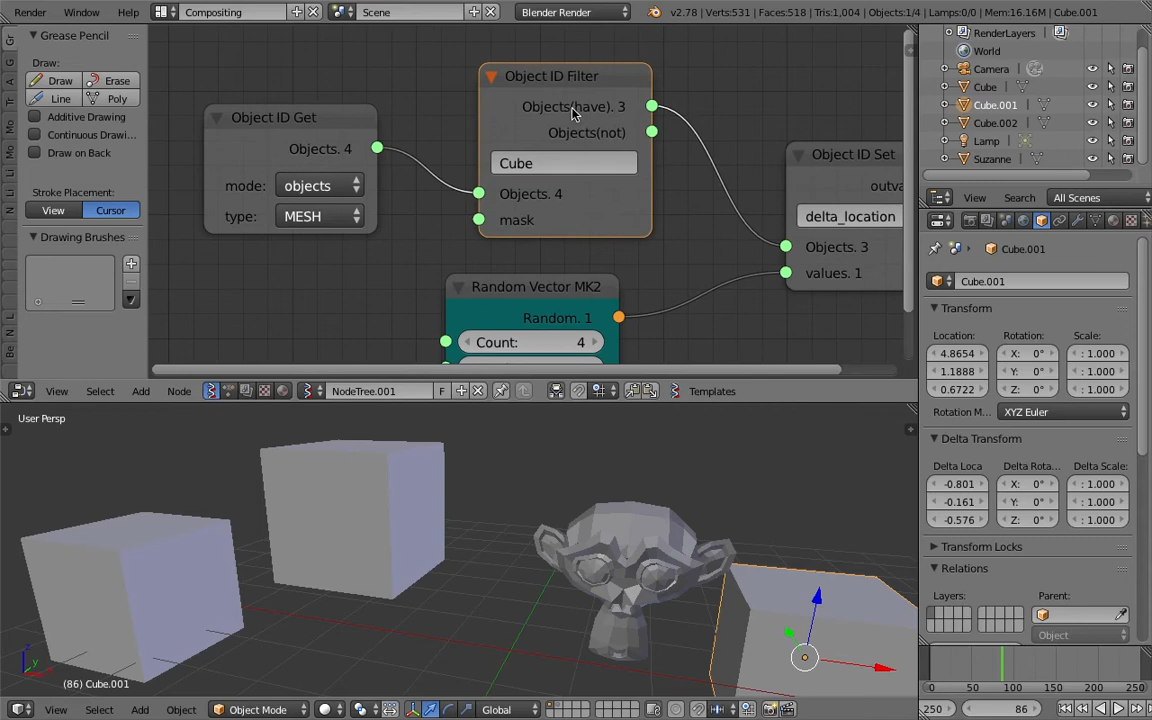 Render Window Help Compositing Scene Blender Render v2.78 | Verts:531 | Faces:518 | Tris:1,004 | Objects:1/4 | Lamps:0/0 | Mem:16.16M | Cube.001
Grease Pencil
Draw:
Draw Erase
Line Poly
Additive Drawing
Continuous Drawi...
Draw on Back
Stroke Placement:
View Cursor
Drawing Brushes
Gr
A
Tr
Mo
Mo
Li
Li
N
N
L
N
Be
Object ID Get
Objects. 4
mode: objects
type: MESH
Object ID Filter
Objects(have). 3
Objects(not)
Cube
Objects. 4
mask
Random Vector MK2
Random. 1
Count: 4
Object ID Set
outva
delta_location
Objects. 3
values. 1
View Select Add Node NodeTree.001 F Templates
User Persp
(86) Cube.001
View Select Add Object Object Mode Global
RenderLayers
World
Camera
Cube
Cube.001
Cube.002
Lamp
Suzanne
View Search All Scenes
Cube.001
Cube.001
Transform
Location: Rotation: Scale:
4.8654 X: 0° : 1.000
1.1888 Y: 0° : 1.000
0.6722 Z: 0° : 1.000
Rotation M... XYZ Euler
Delta Transform
Delta Loca Delta Rota... Delta Scale:
-0.801 X: 0° : 1.000
-0.161 Y: 0° : 1.000
-0.576 Z: 0° : 1.000
Transform Locks
Relations
Layers: Parent:
Object
0 50 100 150 200 250
250 86